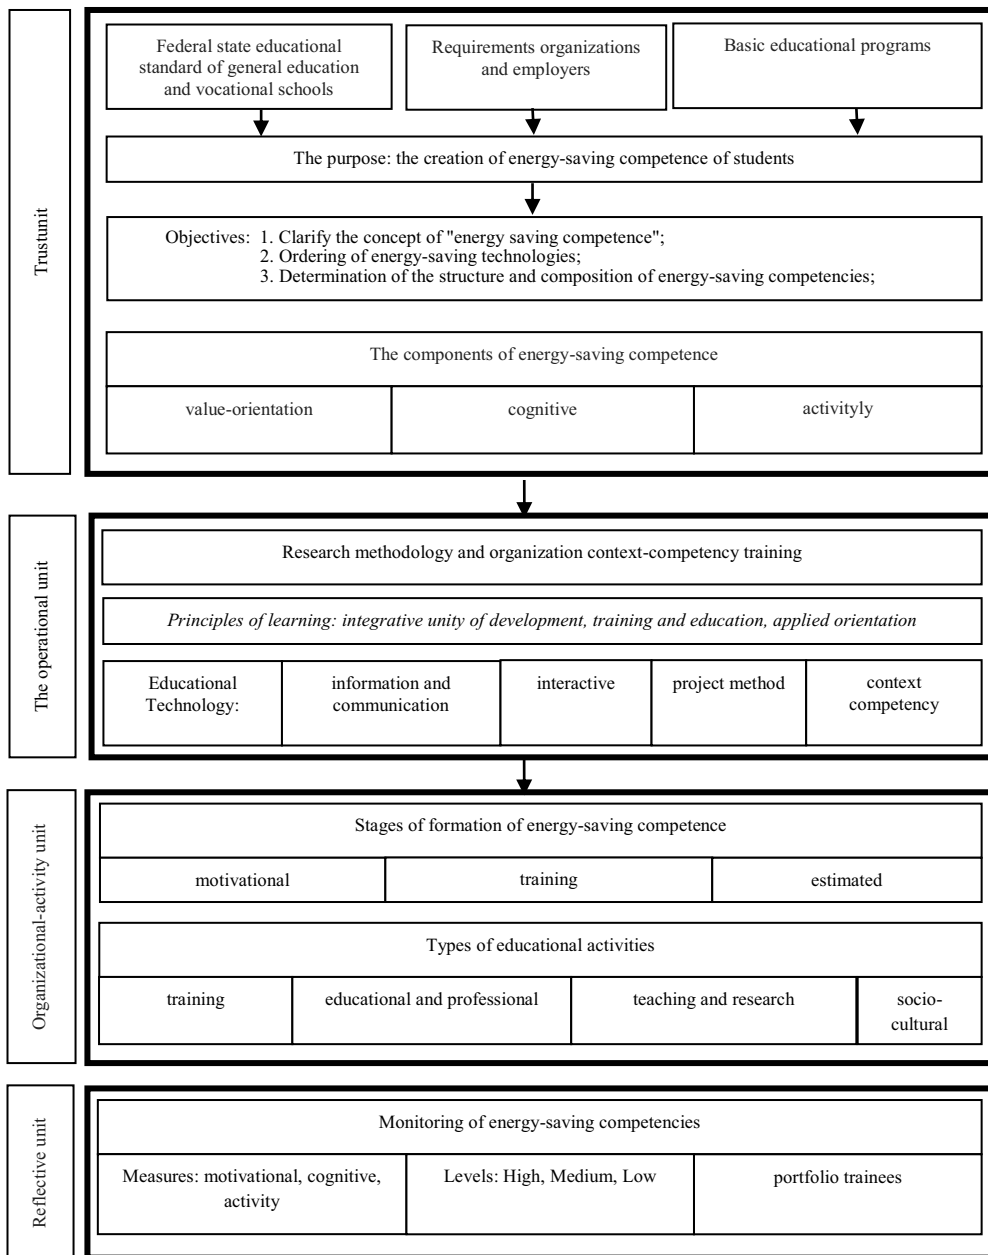 Trustunit
Federal state educational
standard of general education
and vocational schools
Requirements organizations
and employers
Basic educational programs
The purpose: the creation of energy-saving competence of students
Objectives: 1. Clarify the concept of "energy saving competence";
2. Ordering of energy-saving technologies;
3. Determination of the structure and composition of energy-saving competencies;
The components of energy-saving competence
value-orientation
cognitive
activityly
The operational unit
Research methodology and organization context-competency training
Principles of learning: integrative unity of development, training and education, applied orientation
Educational
Technology:
information and
communication
interactive
project method
context
competency
Organizational-activity unit
Stages of formation of energy-saving competence
motivational
training
estimated
Types of educational activities
training
educational and professional
teaching and research
socio-
cultural
Reflective unit
Monitoring of energy-saving competencies
Measures: motivational, cognitive,
activity
Levels: High, Medium, Low
portfolio trainees